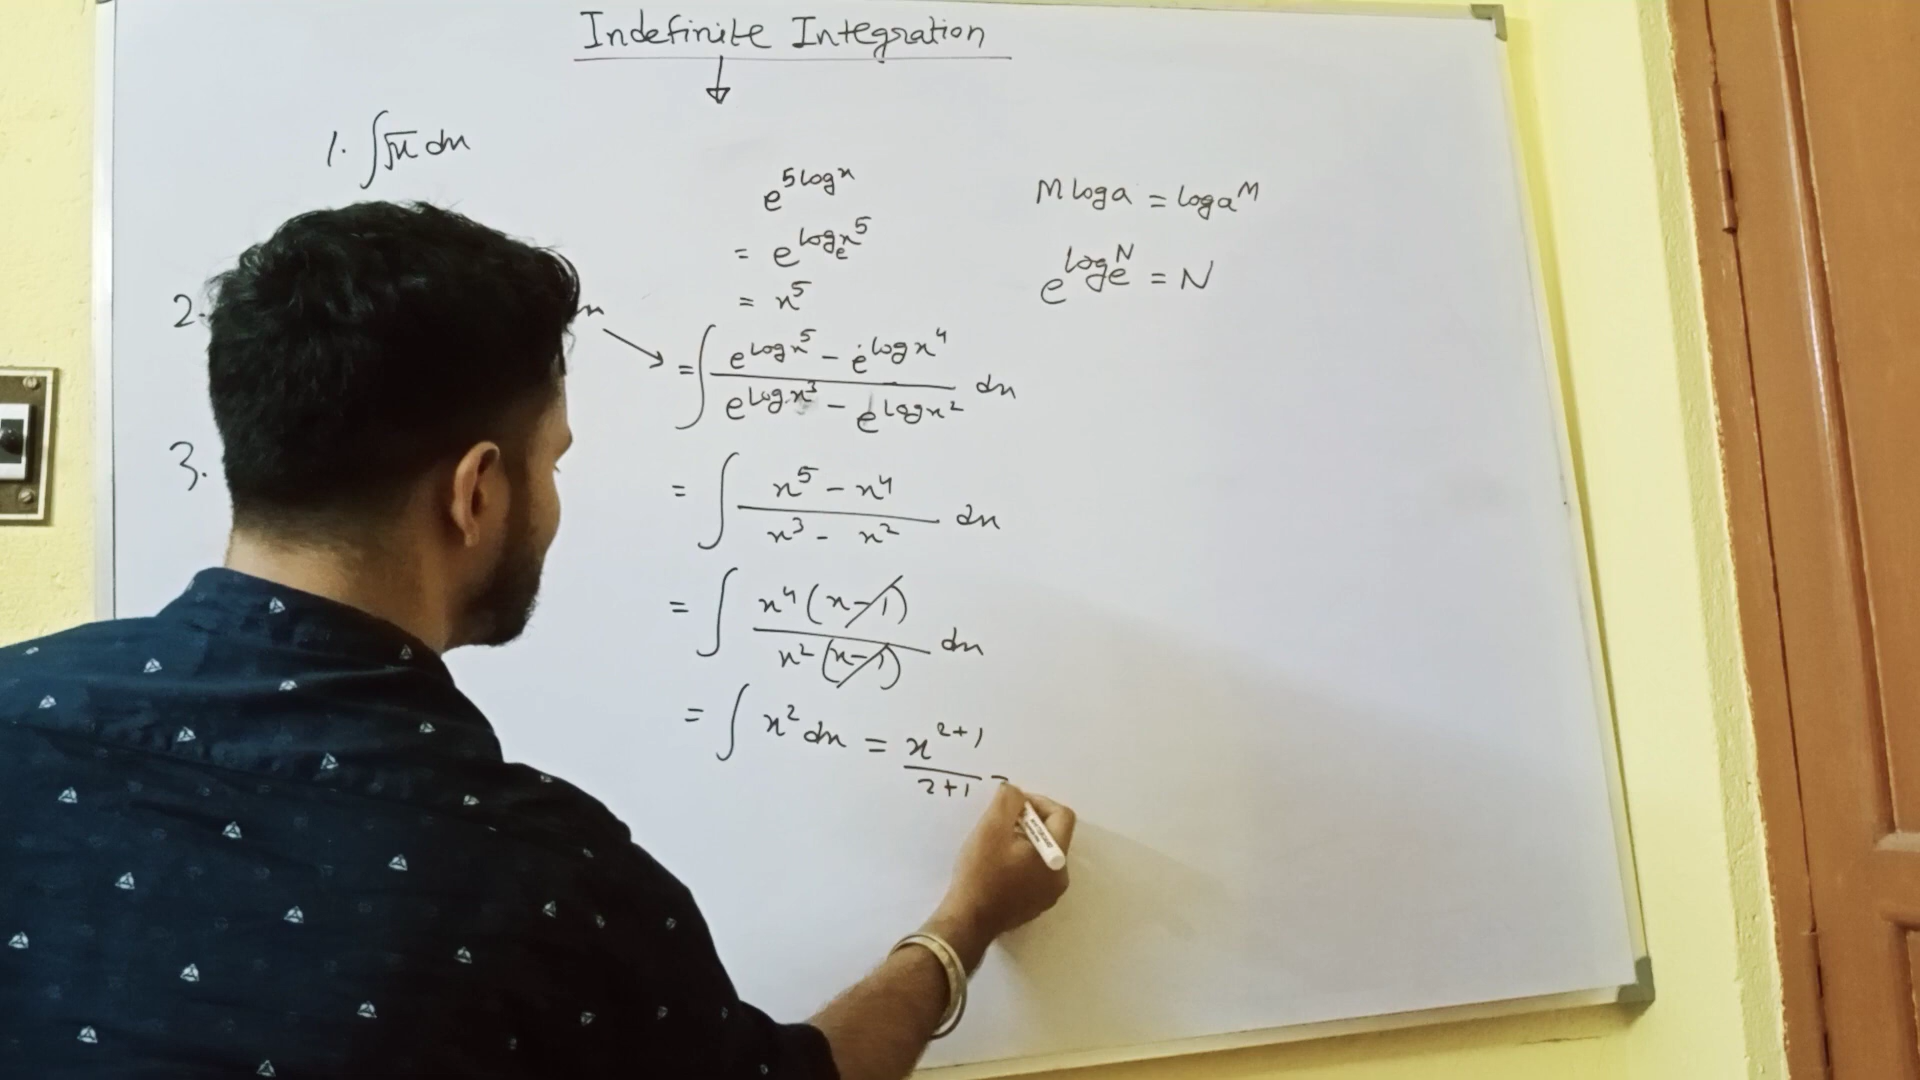 Indefinite Integration
1. ∫√x dx
e^{5 log x}
= e^{log_e x^5}
= x^5
M log a = log a^M
e^{log_e N} = N
2.
= ∫ (e^{log x^5} - e^{log x^4}) / (e^{log x^3} - e^{log x^2}) dx
3.
= ∫ (x^5 - x^4) / (x^3 - x^2) dx
= ∫ x^4 (x-1) / x^2 (x-1) dx
= ∫ x^2 dx = x^{2+1} / 2+1 =